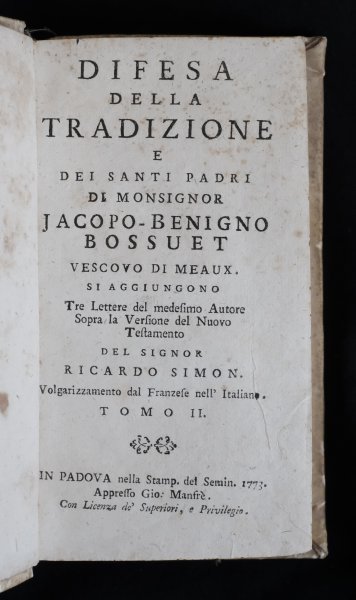 DIFESA
DELLA
TRADIZIONE
E
DEI SANTI PADRI
DI MONSIGNOR
JACOPO-BENIGNO
BOSSUET
VESCOVO DI MEAUX.
SI AGGIUNGONO
Tre Lettere del medesimo Autore
Sopra la Versione del Nuovo
Testamento
DEL SIGNOR
RICARDO SIMON.
Volgarizzamento dal Franzese nell' Italiano.
TOMO II.
IN PADOVA nella Stamp. del Semin. 1773.
Appresso Gio: Manfrè.
Con Licenza de' Superiori, e Privilegio.